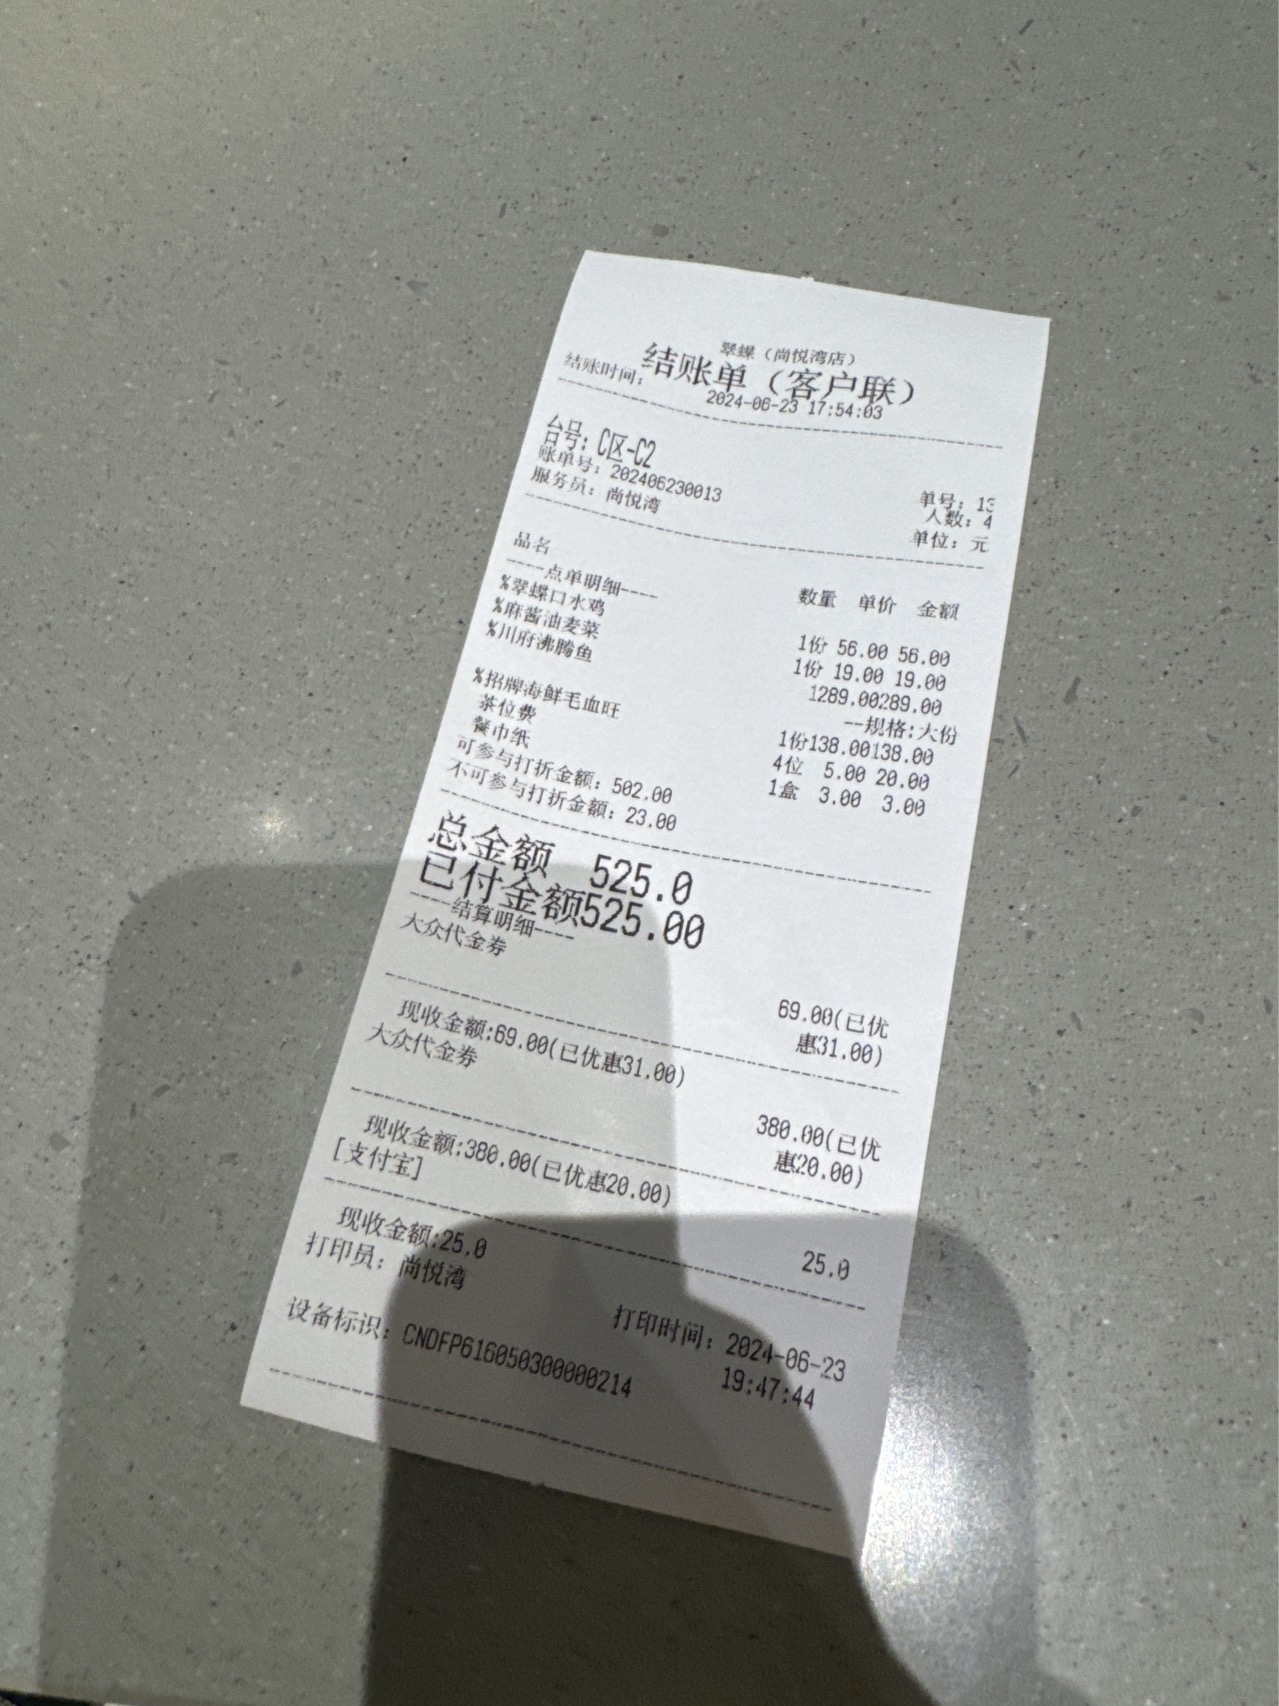 翠蝶（尚悦湾店）
结账单（客户联）
结账时间： 2024-06-23 17:54:03
台号：C区-C2
账单号：202406230013 单号：13
服务员：尚悦湾 人数：4
单位：元
品名 数量 单价 金额
----点单明细----
%翠蝶口水鸡 1份 56.00 56.00
%麻酱油麦菜 1份 19.00 19.00
%川府沸腾鱼 1289.00289.00
--规格:大份
%招牌海鲜毛血旺 1份138.00138.00
茶位费 4位 5.00 20.00
餐巾纸 1盒 3.00 3.00
可参与打折金额：502.00
不可参与打折金额：23.00
总金额 525.0
已付金额525.00
----结算明细----
大众代金券 69.00(已优
惠31.00)
现收金额:69.00(已优惠31.00)
大众代金券 380.00(已优
惠20.00)
现收金额:380.00(已优惠20.00)
[支付宝] 25.0
现收金额:25.0
打印员：尚悦湾 打印时间：2024-06-23
19:47:44
设备标识：CNDFP616050300000214